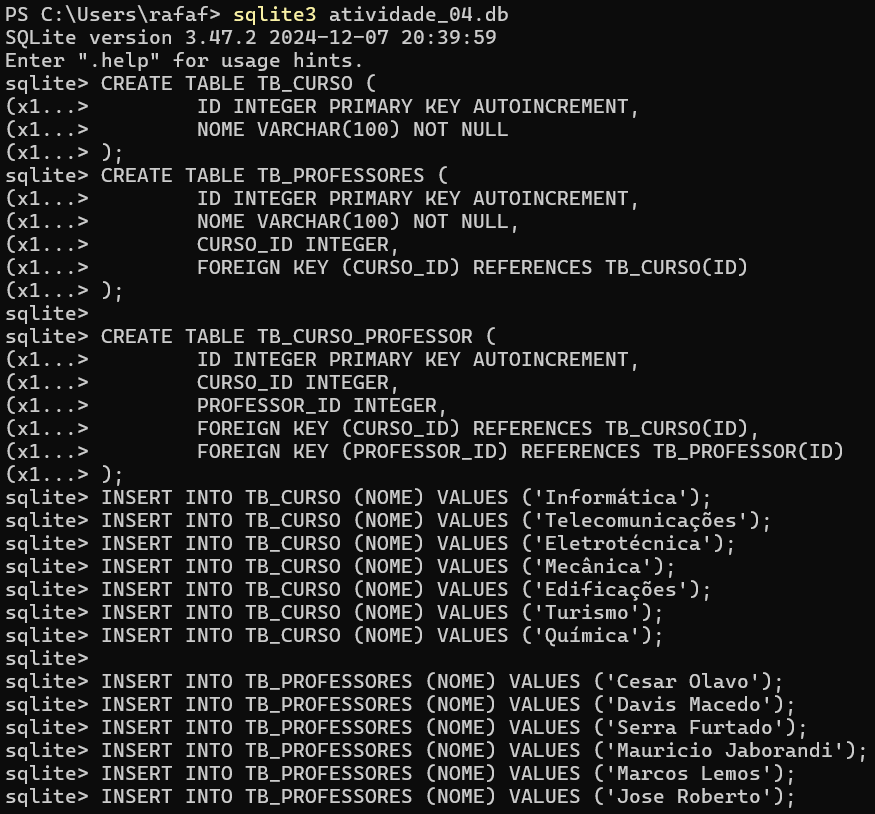 PS C:\Users\rafaf> sqlite3 atividade_04.db
SQLite version 3.47.2 2024-12-07 20:39:59
Enter ".help" for usage hints.
sqlite> CREATE TABLE TB_CURSO (
(x1...>         ID INTEGER PRIMARY KEY AUTOINCREMENT,
(x1...>         NOME VARCHAR(100) NOT NULL
(x1...> );
sqlite> CREATE TABLE TB_PROFESSORES (
(x1...>         ID INTEGER PRIMARY KEY AUTOINCREMENT,
(x1...>         NOME VARCHAR(100) NOT NULL,
(x1...>         CURSO_ID INTEGER,
(x1...>         FOREIGN KEY (CURSO_ID) REFERENCES TB_CURSO(ID)
(x1...> );
sqlite>
sqlite> CREATE TABLE TB_CURSO_PROFESSOR (
(x1...>         ID INTEGER PRIMARY KEY AUTOINCREMENT,
(x1...>         CURSO_ID INTEGER,
(x1...>         PROFESSOR_ID INTEGER,
(x1...>         FOREIGN KEY (CURSO_ID) REFERENCES TB_CURSO(ID),
(x1...>         FOREIGN KEY (PROFESSOR_ID) REFERENCES TB_PROFESSOR(ID)
(x1...> );
sqlite> INSERT INTO TB_CURSO (NOME) VALUES ('Informática');
sqlite> INSERT INTO TB_CURSO (NOME) VALUES ('Telecomunicações');
sqlite> INSERT INTO TB_CURSO (NOME) VALUES ('Eletrotécnica');
sqlite> INSERT INTO TB_CURSO (NOME) VALUES ('Mecânica');
sqlite> INSERT INTO TB_CURSO (NOME) VALUES ('Edificações');
sqlite> INSERT INTO TB_CURSO (NOME) VALUES ('Turismo');
sqlite> INSERT INTO TB_CURSO (NOME) VALUES ('Química');
sqlite>
sqlite> INSERT INTO TB_PROFESSORES (NOME) VALUES ('Cesar Olavo');
sqlite> INSERT INTO TB_PROFESSORES (NOME) VALUES ('Davis Macedo');
sqlite> INSERT INTO TB_PROFESSORES (NOME) VALUES ('Serra Furtado');
sqlite> INSERT INTO TB_PROFESSORES (NOME) VALUES ('Mauricio Jaborandi');
sqlite> INSERT INTO TB_PROFESSORES (NOME) VALUES ('Marcos Lemos');
sqlite> INSERT INTO TB_PROFESSORES (NOME) VALUES ('Jose Roberto');